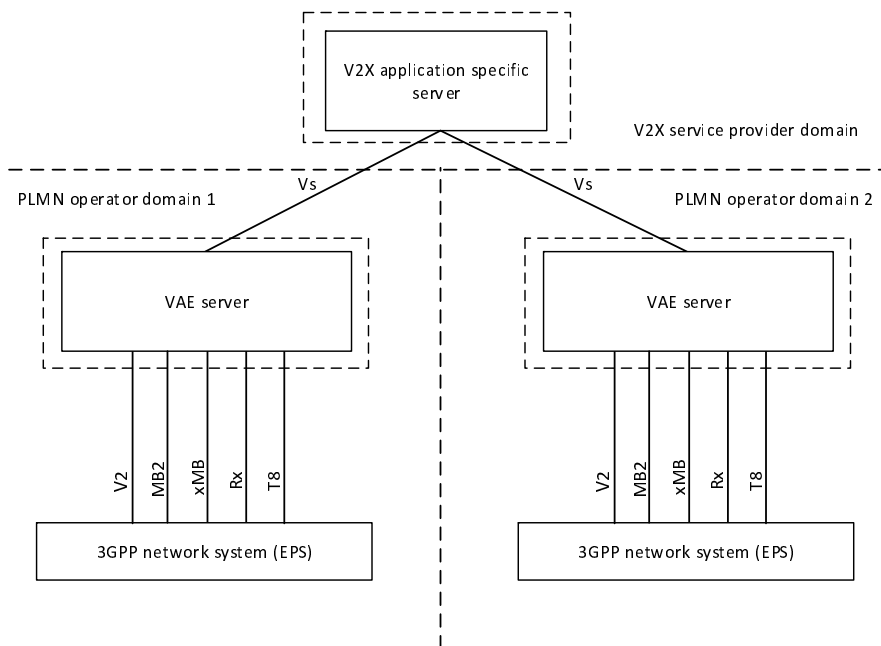 V2X application specific
server
V2X service provider domain
Vs
Vs
PLMN operator domain 1
PLMN operator domain 2
VAE server
VAE server
V2
MB2
xMB
Rx
T8
V2
MB2
xMB
Rx
T8
3GPP network system (EPS)
3GPP network system (EPS)